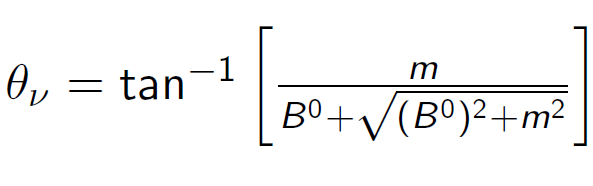 θ_ν = tan⁻¹ [ m / (B⁰+√((B⁰)²+m²)) ]